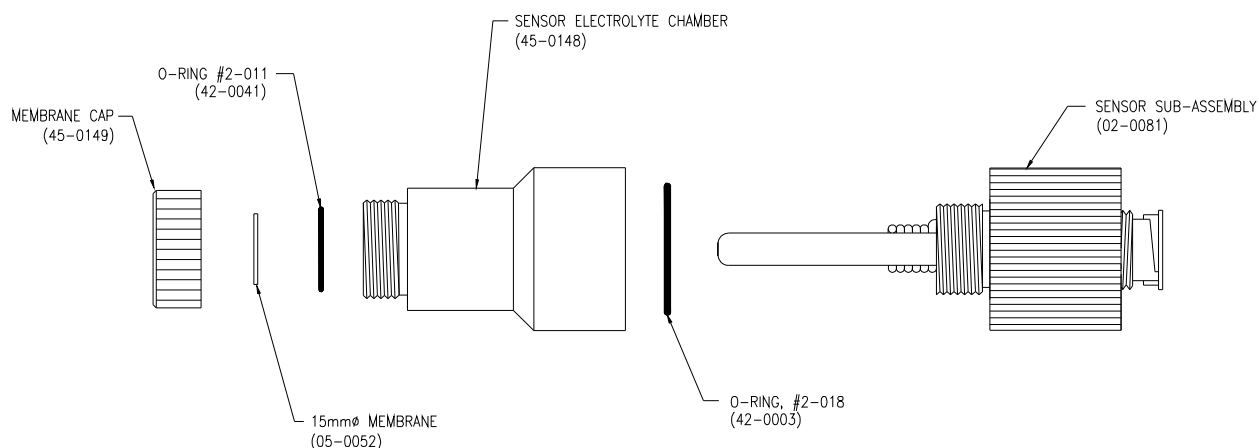 SENSOR ELECTROLYTE CHAMBER
(45-0148)
O-RING #2-011
(42-0041)
MEMBRANE CAP
(45-0149)
SENSOR SUB-ASSEMBLY
(02-0081)
O-RING, #2-018
(42-0003)
15mmø MEMBRANE
(05-0052)